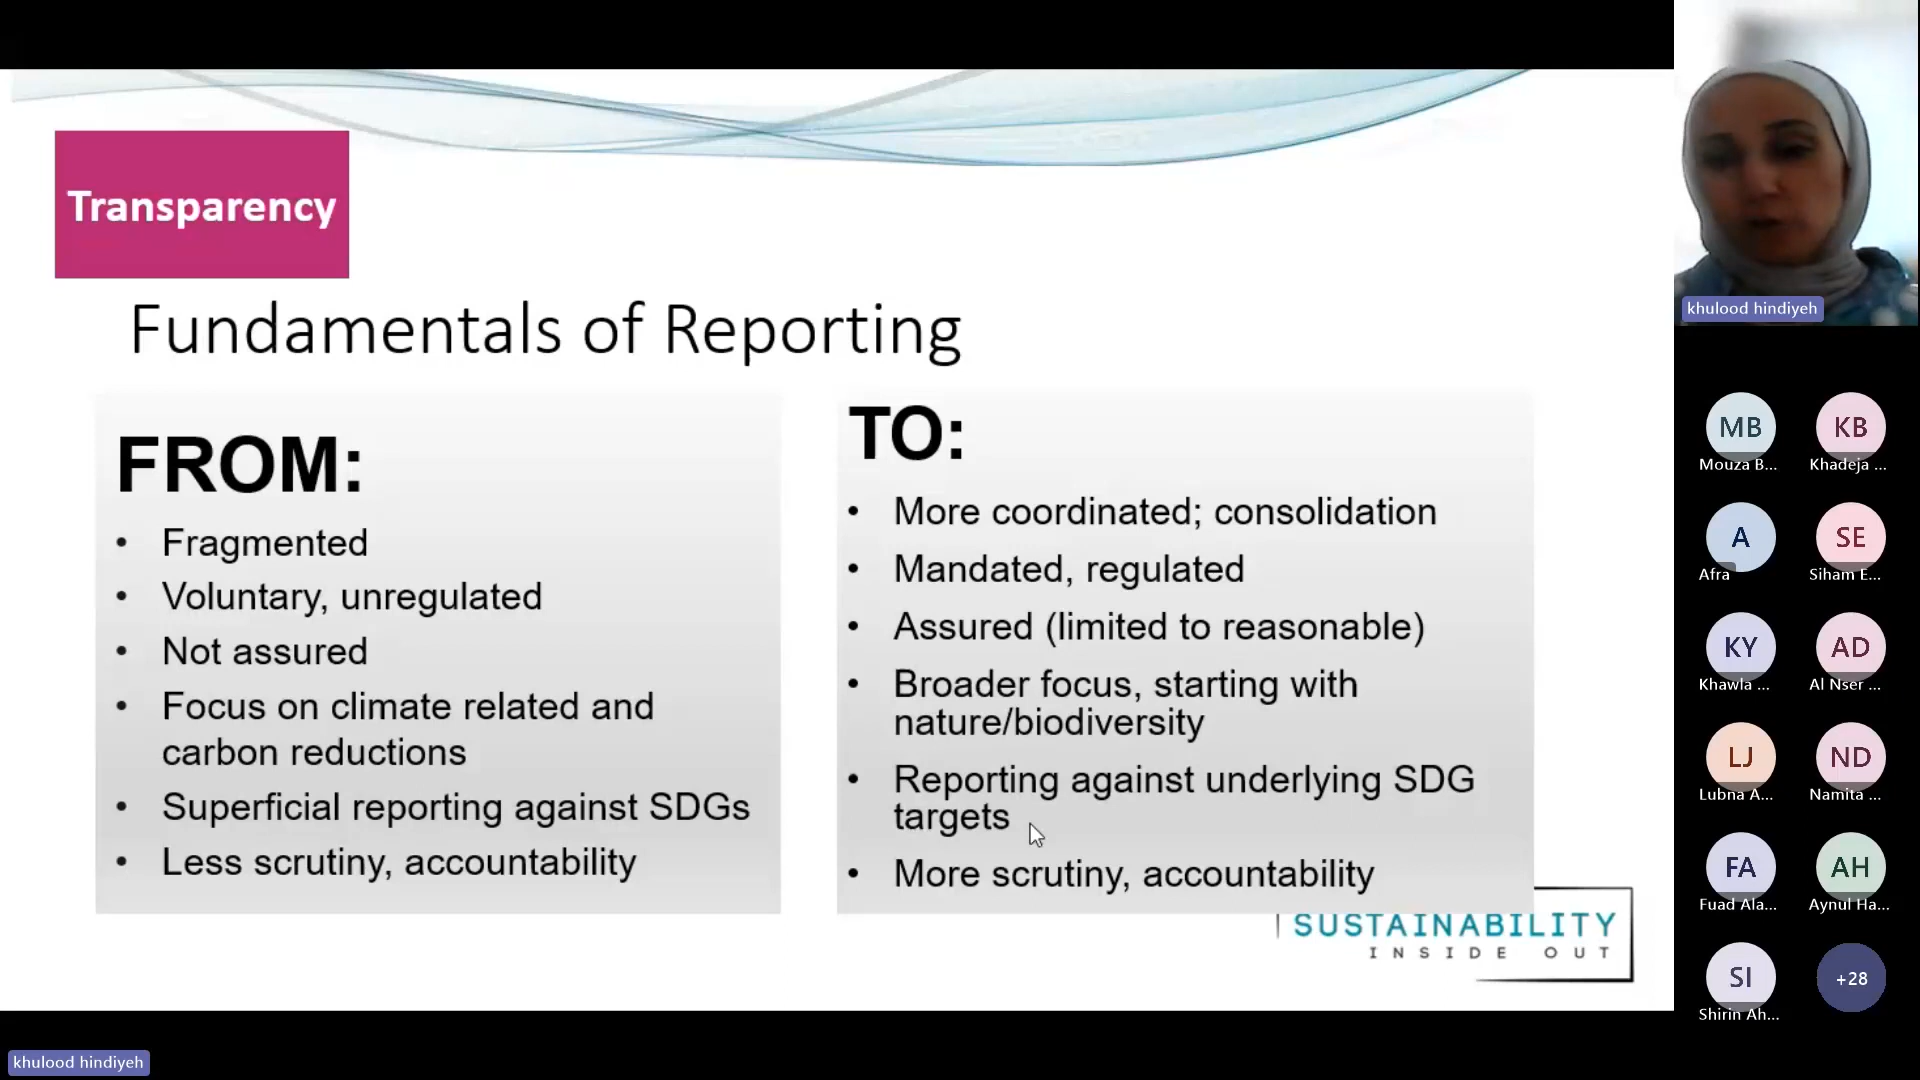 Transparency
Fundamentals of Reporting
FROM:
• Fragmented
• Voluntary, unregulated
• Not assured
• Focus on climate related and
carbon reductions
• Superficial reporting against SDGs
• Less scrutiny, accountability
TO:
• More coordinated; consolidation
• Mandated, regulated
• Assured (limited to reasonable)
• Broader focus, starting with
nature/biodiversity
• Reporting against underlying SDG
targets
• More scrutiny, accountability
SUSTAINABILITY
INSIDE OUT
khulood hindiyeh
MB
Mouza B...
KB
Khadeja ...
A
Afra
SE
Siham E...
KY
Khawla ...
AD
Al Nser ...
LJ
Lubna A...
ND
Namita ...
FA
Fuad Ala...
AH
Aynul Ha...
SI
Shirin Ah...
+28
khulood hindiyeh